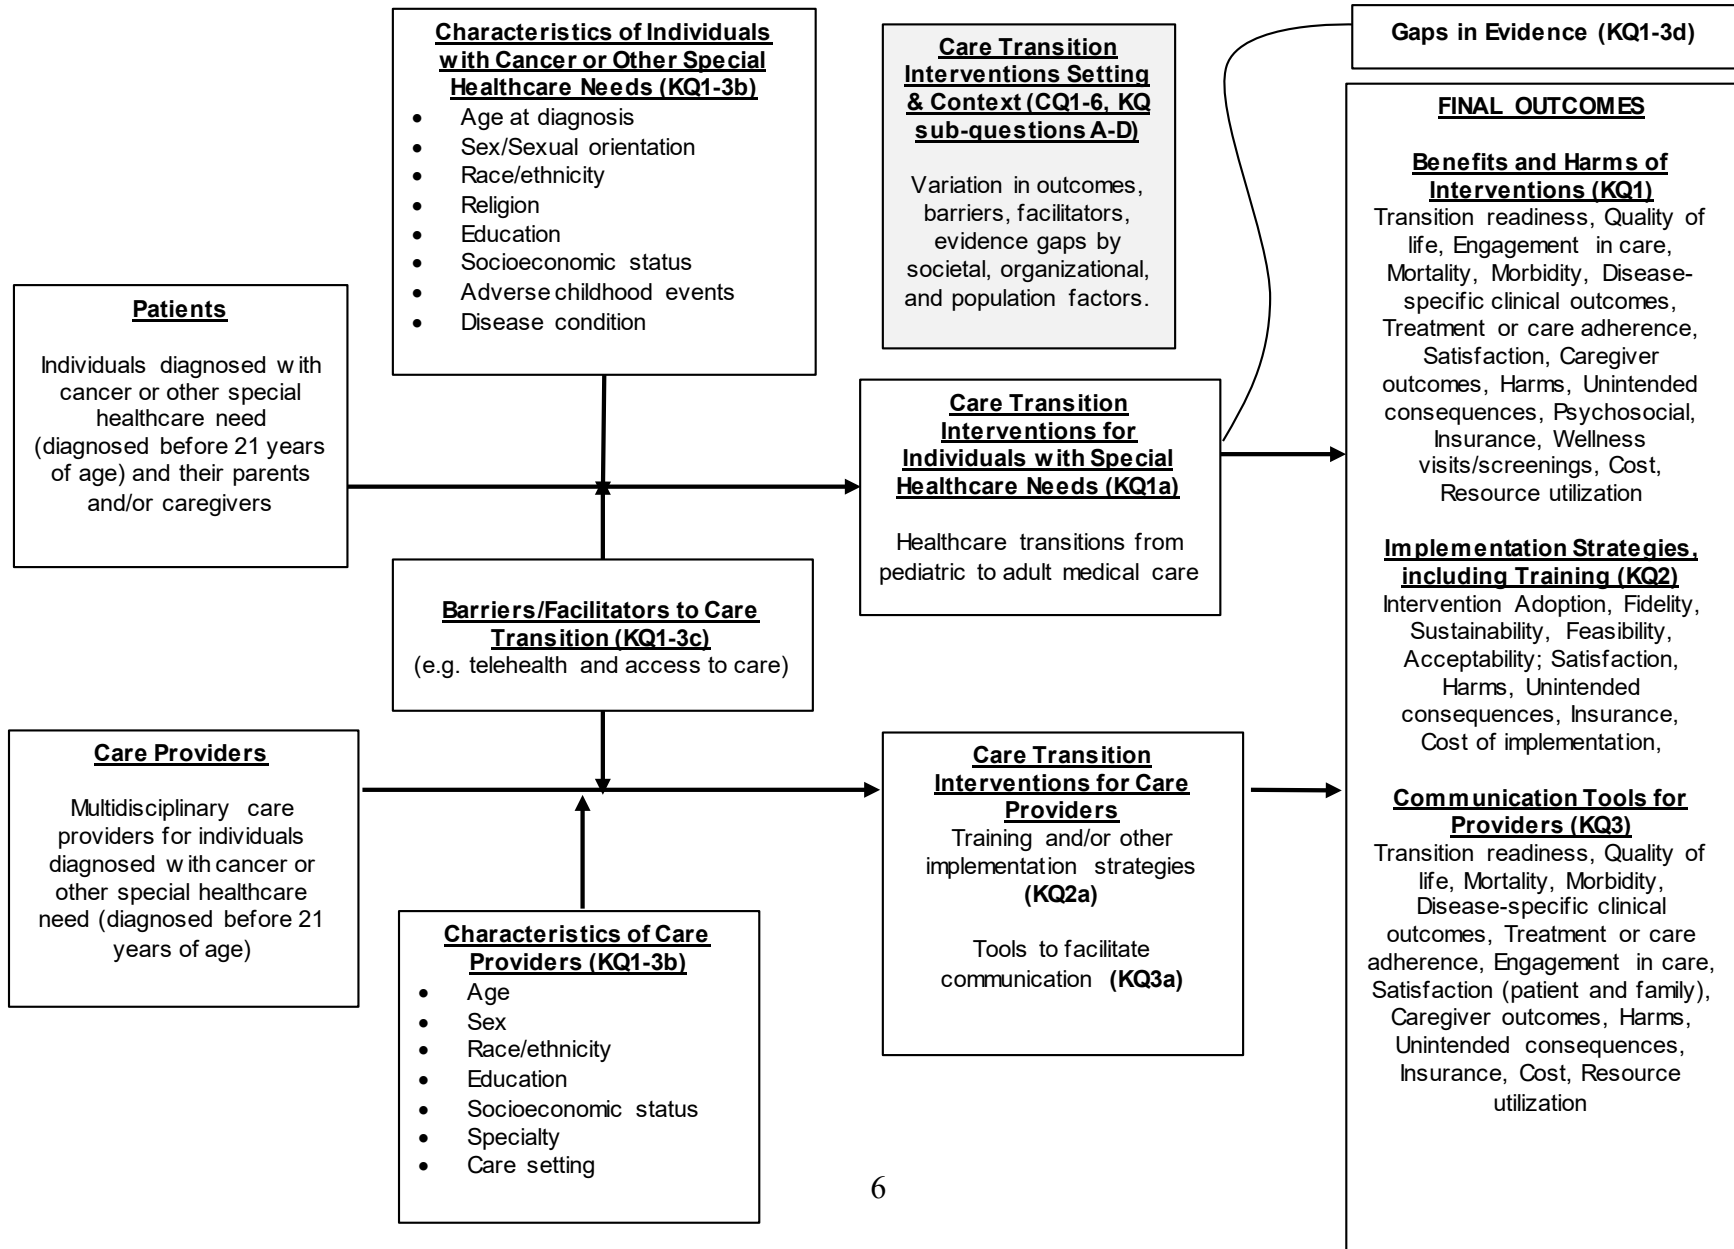 Characteristics of Individuals
with Cancer or Other Special
Healthcare Needs (KQ1-3b)
• Age at diagnosis
• Sex/Sexual orientation
• Race/ethnicity
• Religion
• Education
• Socioeconomic status
• Adverse childhood events
• Disease condition
Care Transition
Interventions Setting
& Context (CQ1-6, KQ
sub-questions A-D)
Variation in outcomes,
barriers, facilitators,
evidence gaps by
societal, organizational,
and population factors.
Gaps in Evidence (KQ1-3d)
Patients
Individuals diagnosed with
cancer or other special
healthcare need
(diagnosed before 21 years
of age) and their parents
and/or caregivers
Care Transition
Interventions for
Individuals with Special
Healthcare Needs (KQ1a)
Healthcare transitions from
pediatric to adult medical care
Barriers/Facilitators to Care
Transition (KQ1-3c)
(e.g. telehealth and access to care)
Care Providers
Multidisciplinary care
providers for individuals
diagnosed with cancer or
other special healthcare
need (diagnosed before 21
years of age)
Characteristics of Care
Providers (KQ1-3b)
• Age
• Sex
• Race/ethnicity
• Education
• Socioeconomic status
• Specialty
• Care setting
Care Transition
Interventions for Care
Providers
Training and/or other
implementation strategies
(KQ2a)
Tools to facilitate
communication (KQ3a)
FINAL OUTCOMES
Benefits and Harms of
Interventions (KQ1)
Transition readiness, Quality of
life, Engagement in care,
Mortality, Morbidity, Disease-
specific clinical outcomes,
Treatment or care adherence,
Satisfaction, Caregiver
outcomes, Harms, Unintended
consequences, Psychosocial,
Insurance, Wellness
visits/screenings, Cost,
Resource utilization
Implementation Strategies,
including Training (KQ2)
Intervention Adoption, Fidelity,
Sustainability, Feasibility,
Acceptability; Satisfaction,
Harms, Unintended
consequences, Insurance,
Cost of implementation,
Communication Tools for
Providers (KQ3)
Transition readiness, Quality of
life, Mortality, Morbidity,
Disease-specific clinical
outcomes, Treatment or care
adherence, Engagement in care,
Satisfaction (patient and family),
Caregiver outcomes, Harms,
Unintended consequences,
Insurance, Cost, Resource
utilization
6